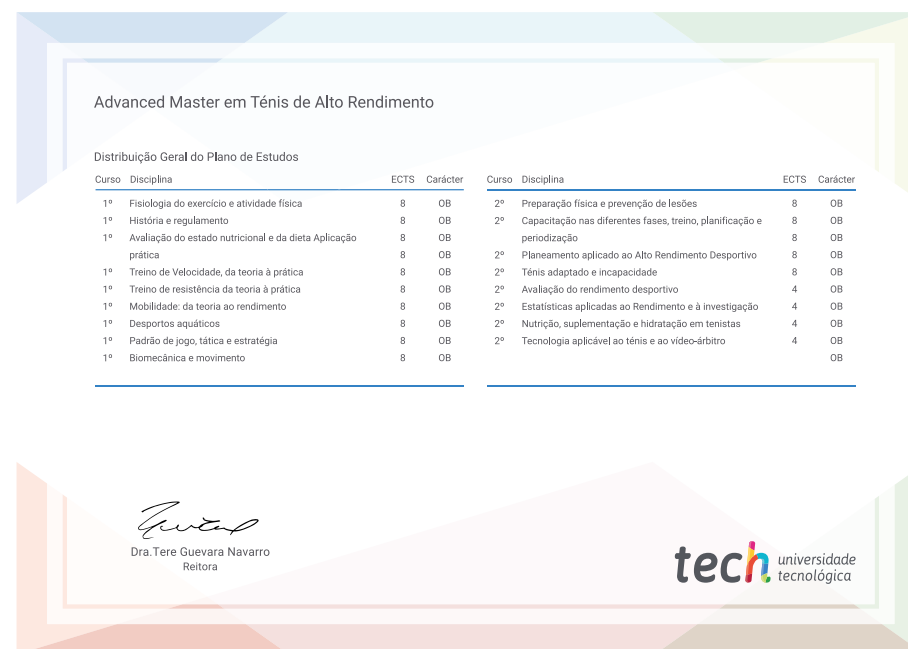 Advanced Master em Ténis de Alto Rendimento
Distribuição Geral do Plano de Estudos
Curso Disciplina ECTS Carácter
1º Fisiologia do exercício e atividade física 8 OB
1º História e regulamento 8 OB
1º Avaliação do estado nutricional e da dieta Aplicação 8 OB
prática 8 OB
1º Treino de Velocidade, da teoria à prática 8 OB
1º Treino de resistência da teoria à prática 8 OB
1º Mobilidade: da teoria ao rendimento 8 OB
1º Desportos aquáticos 8 OB
1º Padrão de jogo, tática e estratégia 8 OB
1º Biomecânica e movimento 8 OB
Curso Disciplina ECTS Carácter
2º Preparação física e prevenção de lesões 8 OB
2º Capacitação nas diferentes fases, treino, planificação e 8 OB
periodização 8 OB
2º Planeamento aplicado ao Alto Rendimento Desportivo 8 OB
2º Ténis adaptado e incapacidade 8 OB
2º Avaliação do rendimento desportivo 4 OB
2º Estatísticas aplicadas ao Rendimento e à investigação 4 OB
2º Nutrição, suplementação e hidratação em tenistas 4 OB
2º Tecnologia aplicável ao ténis e ao vídeo-árbitro 4 OB
OB
Dra.Tere Guevara Navarro
Reitora
tech universidade
tecnológica